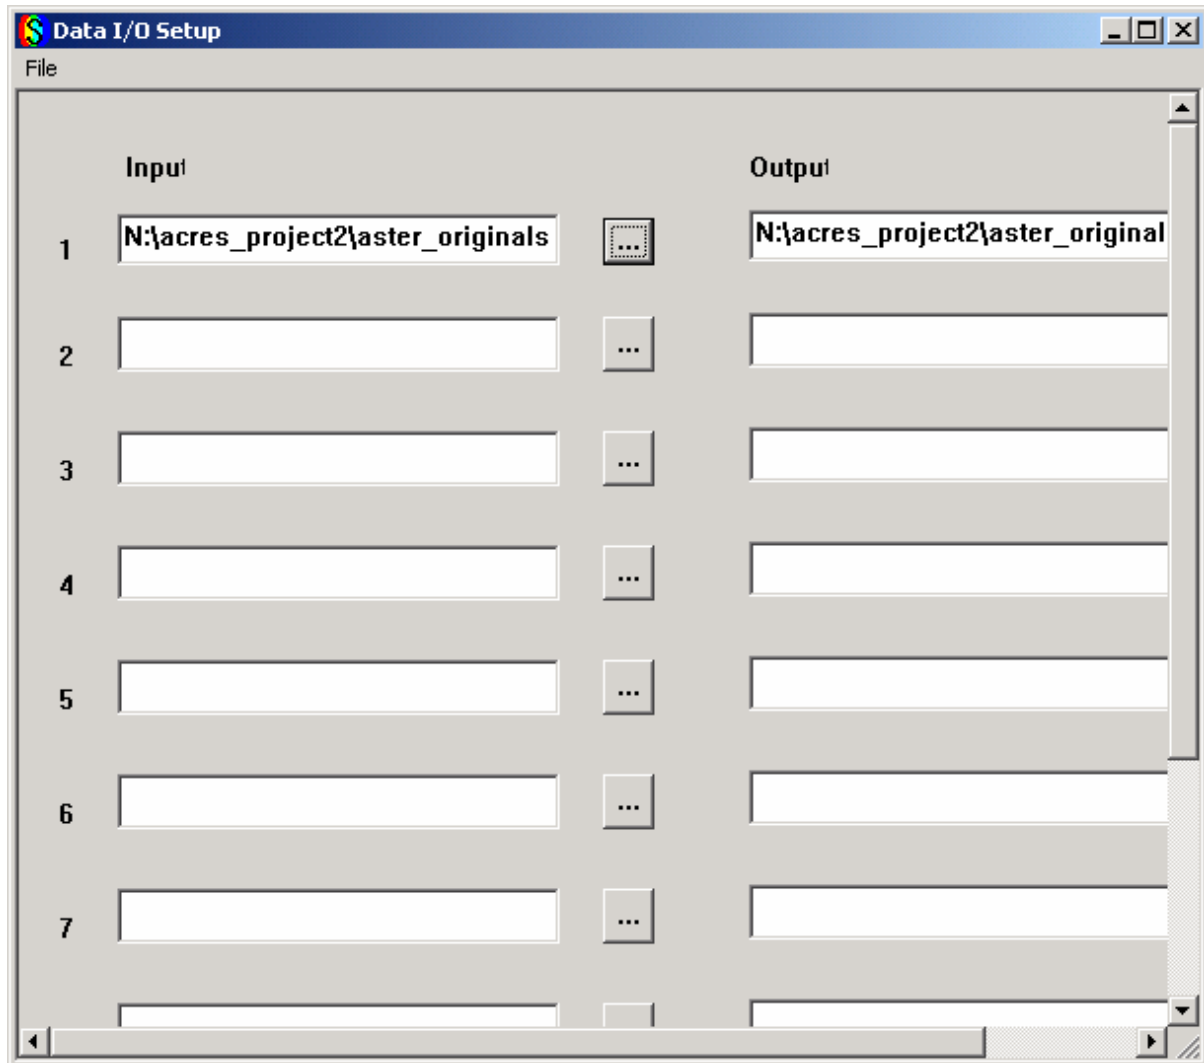 Data I/O Setup
File
Input Output
1 N:\acres_project2\aster_originals ... N:\acres_project2\aster_original
2 ...
3 ...
4 ...
5 ...
6 ...
7 ...